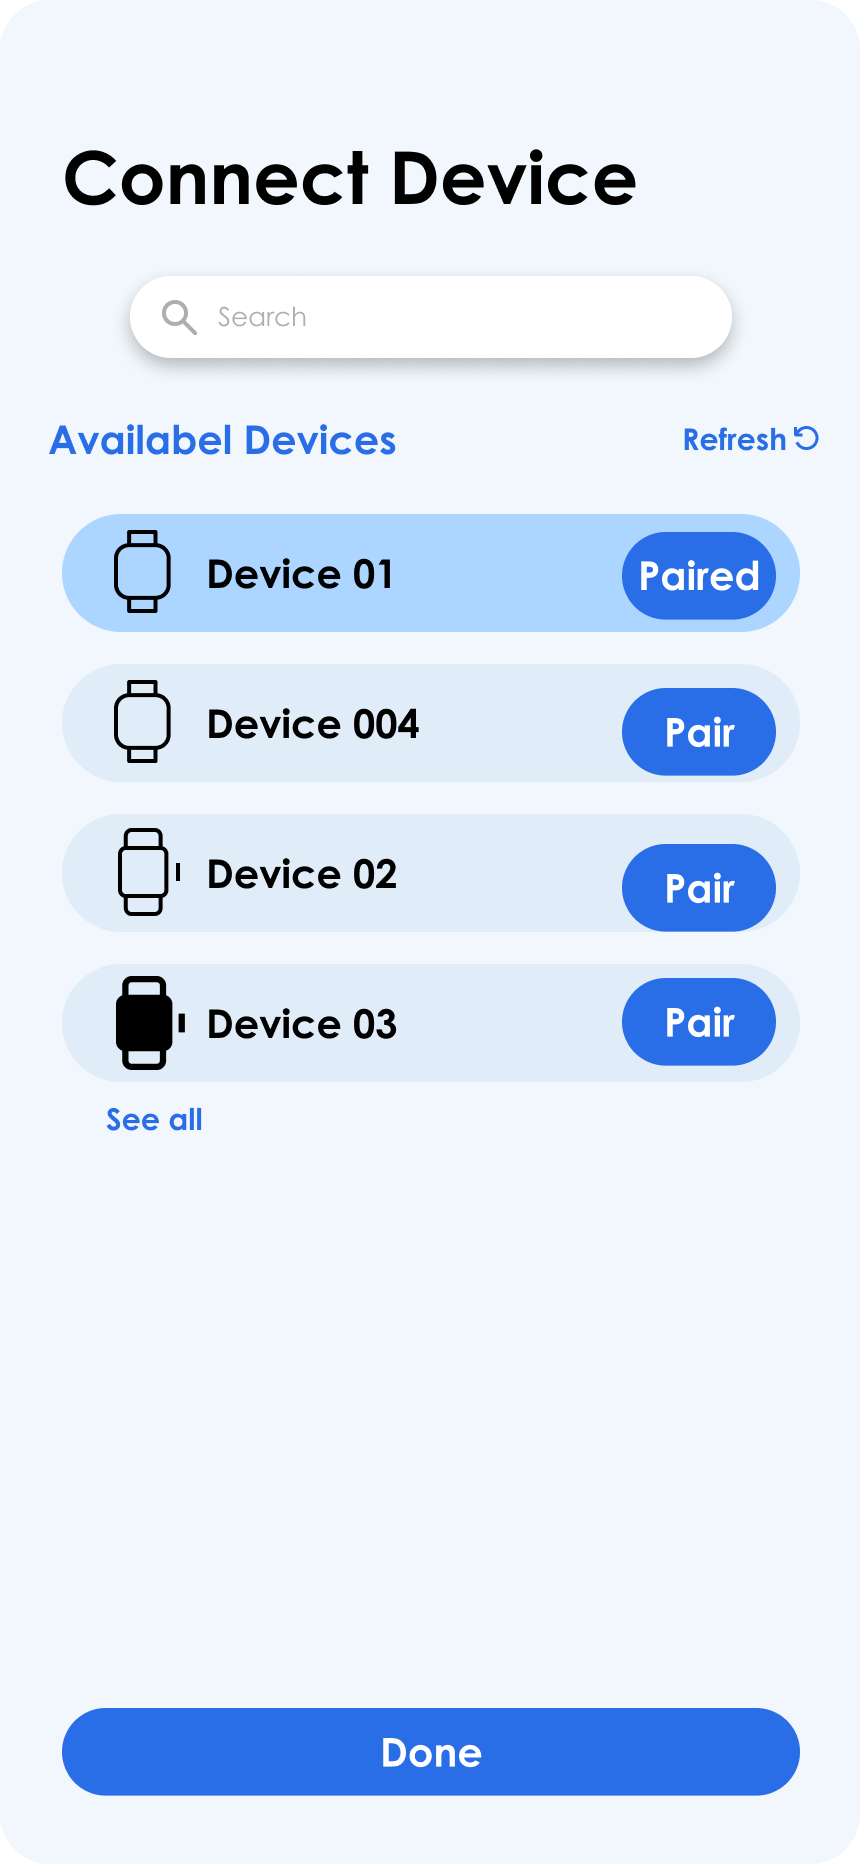 Connect Device
Search
Availabel Devices
Refresh
Device 01
Paired
Device 004
Pair
Device 02
Pair
Device 03
Pair
See all
Done